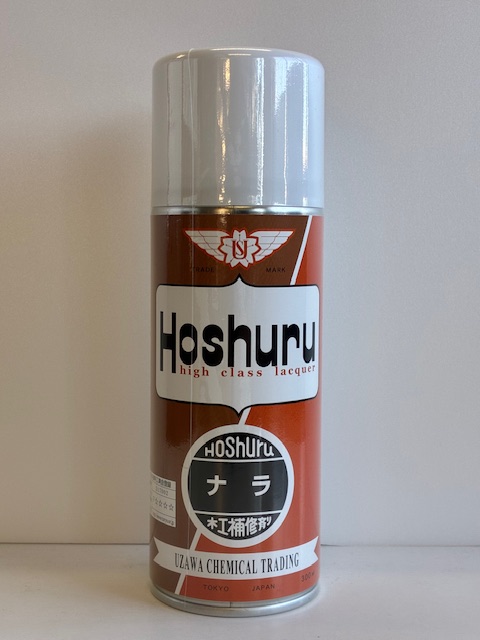 TRADE MARK
Hoshuru
high class lacquer
HOSHUru
ナラ
木工補修剤
UZAWA CHEMICAL TRADING
TOKYO JAPAN